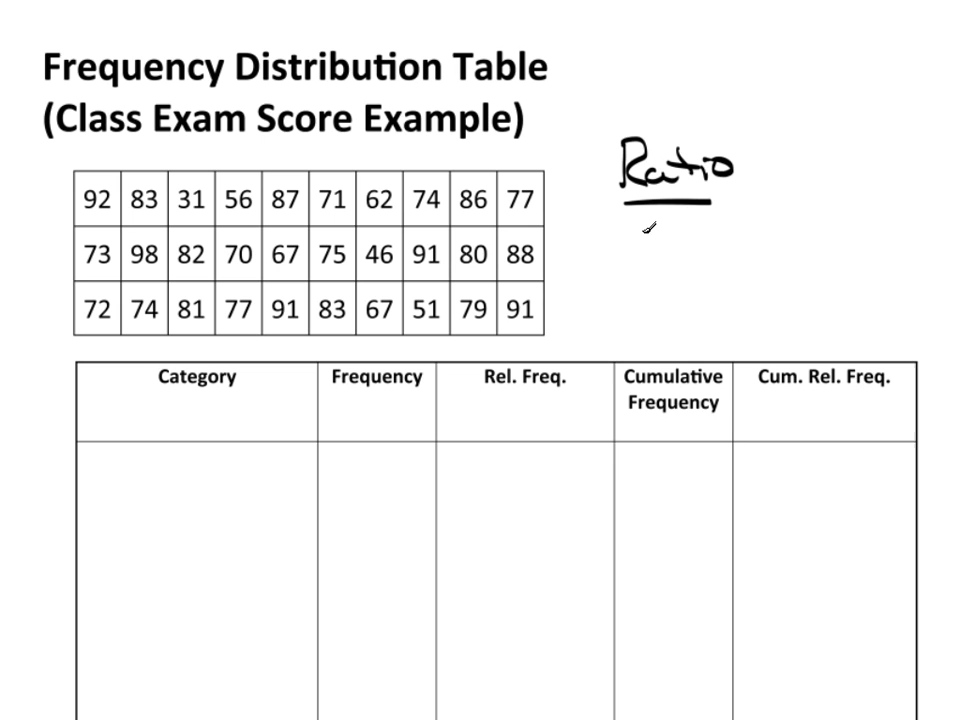 Frequency Distribution Table
(Class Exam Score Example)
Ratio
92 83 31 56 87 71 62 74 86 77
73 98 82 70 67 75 46 91 80 88
72 74 81 77 91 83 67 51 79 91
Category Frequency Rel. Freq. Cumulative Frequency Cum. Rel. Freq.